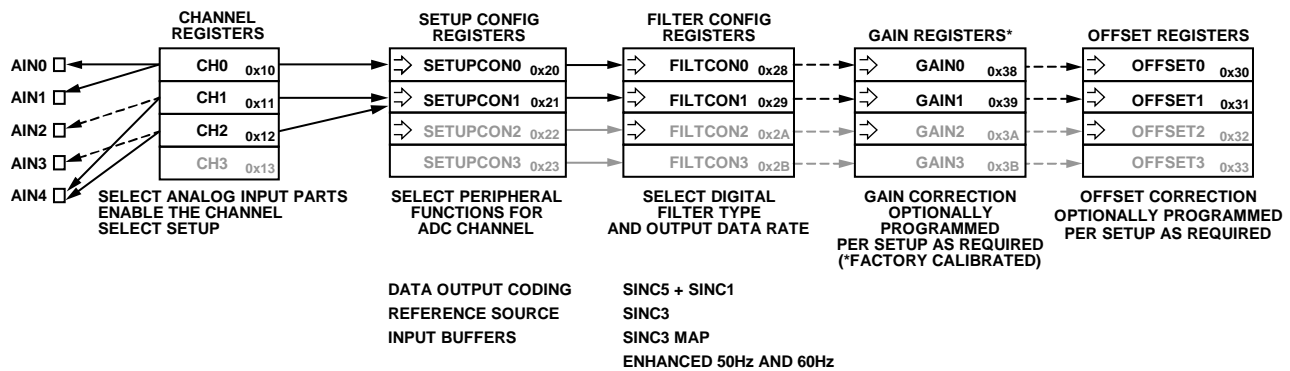 CHANNEL
REGISTERS
SETUP CONFIG
REGISTERS
FILTER CONFIG
REGISTERS
GAIN REGISTERS*
OFFSET REGISTERS
AIN0
CH0 0x10
SETUPCON0 0x20
FILTCON0 0x28
GAIN0 0x38
OFFSET0 0x30
AIN1
CH1 0x11
SETUPCON1 0x21
FILTCON1 0x29
GAIN1 0x39
OFFSET1 0x31
AIN2
CH2 0x12
SETUPCON2 0x22
FILTCON2 0x2A
GAIN2 0x3A
OFFSET2 0x32
AIN3
CH3 0x13
SETUPCON3 0x23
FILTCON3 0x2B
GAIN3 0x3B
OFFSET3 0x33
AIN4
SELECT ANALOG INPUT PARTS
ENABLE THE CHANNEL
SELECT SETUP
SELECT PERIPHERAL
FUNCTIONS FOR
ADC CHANNEL
SELECT DIGITAL
FILTER TYPE
AND OUTPUT DATA RATE
GAIN CORRECTION
OPTIONALLY
PROGRAMMED
PER SETUP AS REQUIRED
(*FACTORY CALIBRATED)
OFFSET CORRECTION
OPTIONALLY PROGRAMMED
PER SETUP AS REQUIRED
DATA OUTPUT CODING
REFERENCE SOURCE
INPUT BUFFERS
SINC5 + SINC1
SINC3
SINC3 MAP
ENHANCED 50Hz AND 60Hz